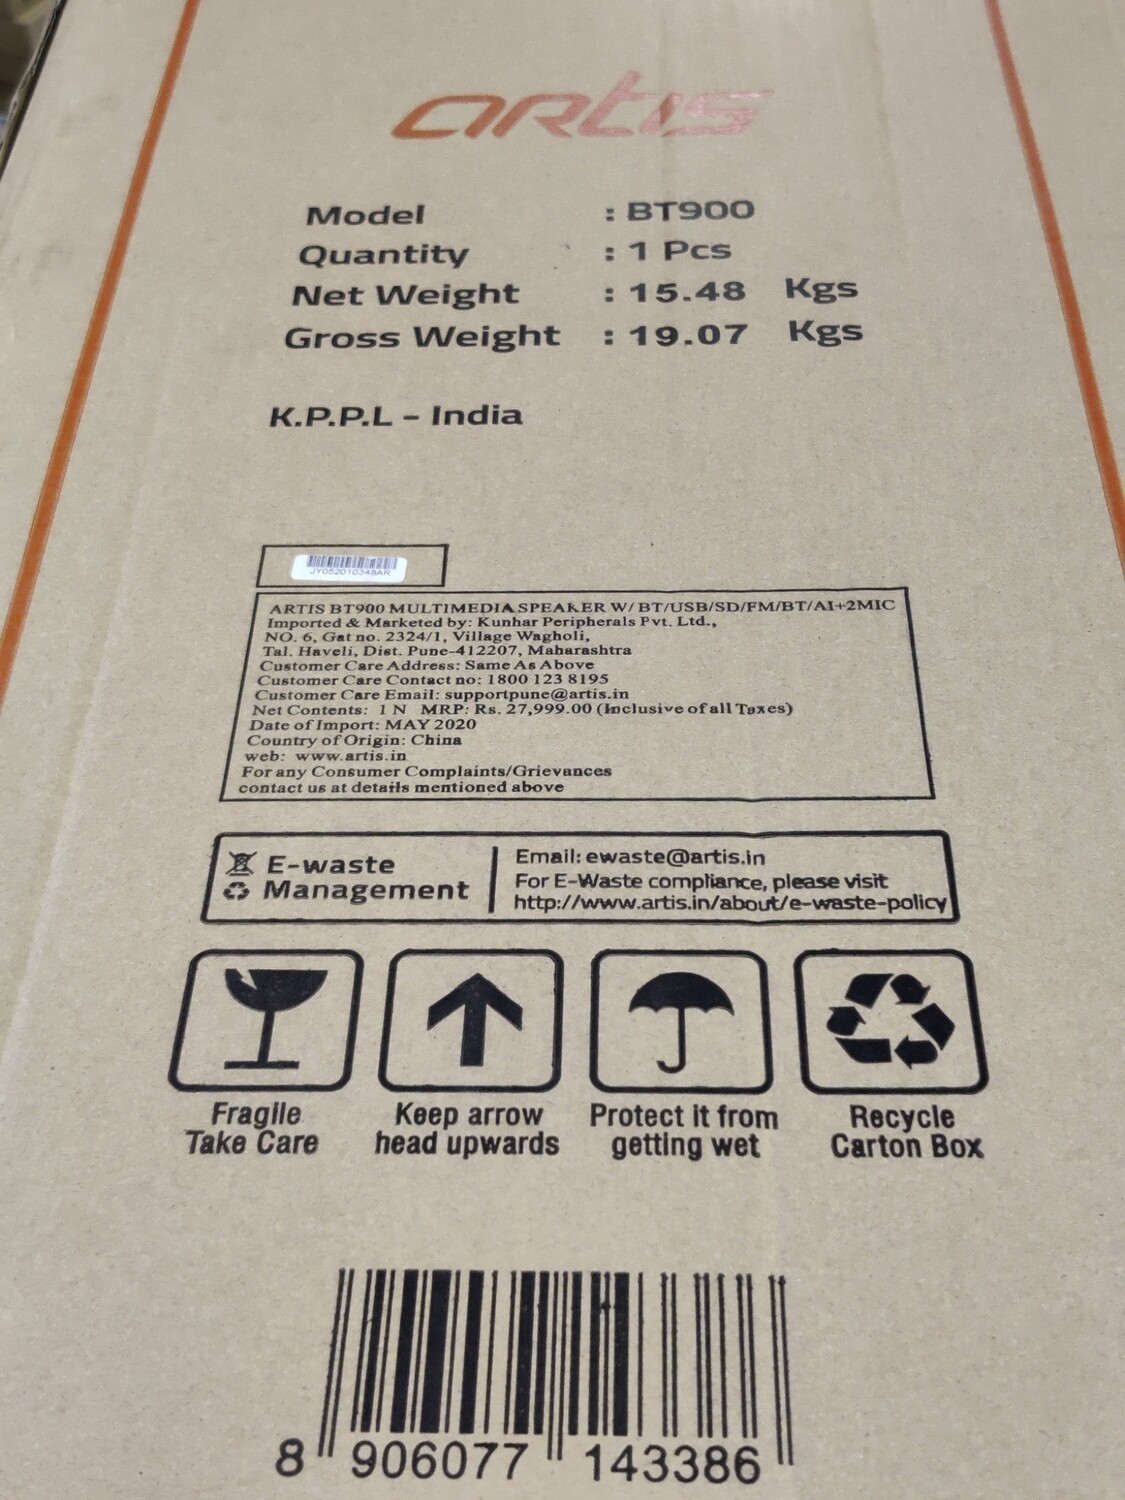 artis
Model : BT900
Quantity : 1 Pcs
Net Weight : 15.48 Kgs
Gross Weight : 19.07 Kgs
K.P.P.L - India
JY052010348AR
ARTIS BT900 MULTIMEDIA SPEAKER W/ BT/USB/SD/FM/BT/AI+2MIC
Imported & Marketed by: Kunhar Peripherals Pvt. Ltd.,
NO. 6, Gat no. 2324/1, Village Wagholi,
Tal. Haveli, Dist. Pune-412207, Maharashtra
Customer Care Address: Same As Above
Customer Care Contact no: 1800 123 8195
Customer Care Email: supportpune@artis.in
Net Contents: 1 N MRP: Rs. 27,999.00 (Inclusive of all Taxes)
Date of Import: MAY 2020
Country of Origin: China
web: www.artis.in
For any Consumer Complaints/Grievances
contact us at details mentioned above
E-waste
Management
Email: ewaste@artis.in
For E-Waste compliance, please visit
http://www.artis.in/about/e-waste-policy
Fragile
Take Care
Keep arrow
head upwards
Protect it from
getting wet
Recycle
Carton Box
8 906077 143386